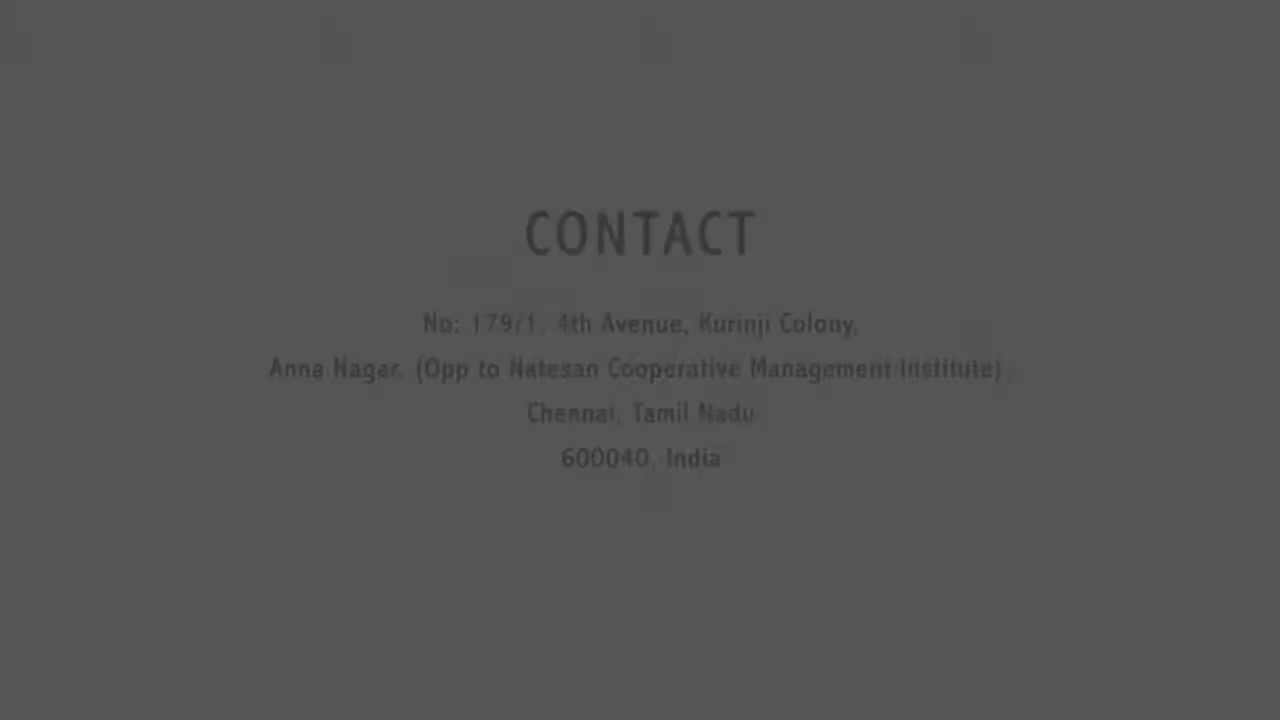 CONTACT
No: 179/1, 4th Avenue, Kurinji Colony,
Anna Nagar, (Opp to Natesan Cooperative Management Institute),
Chennai, Tamil Nadu
600040, India